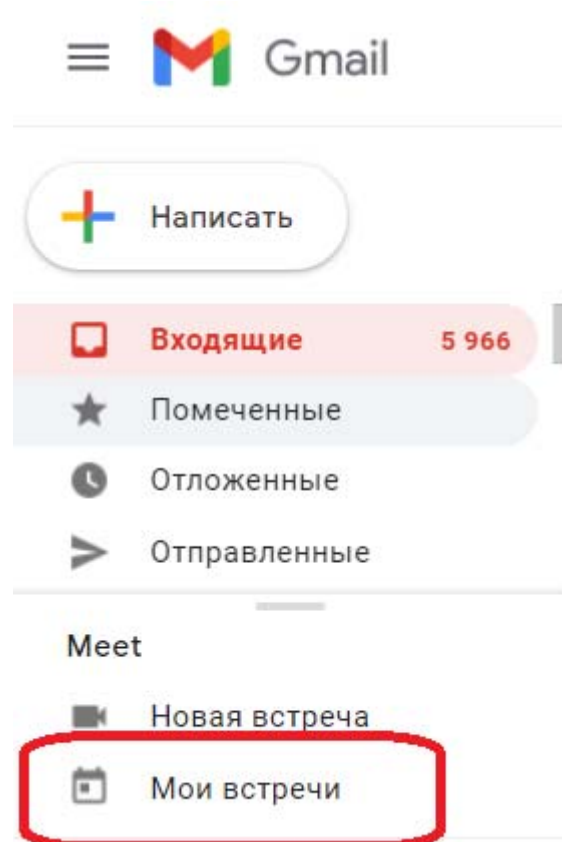 Gmail
Написать
Входящие 5 966
Помеченные
Отложенные
Отправленные
Meet
Новая встреча
Мои встречи